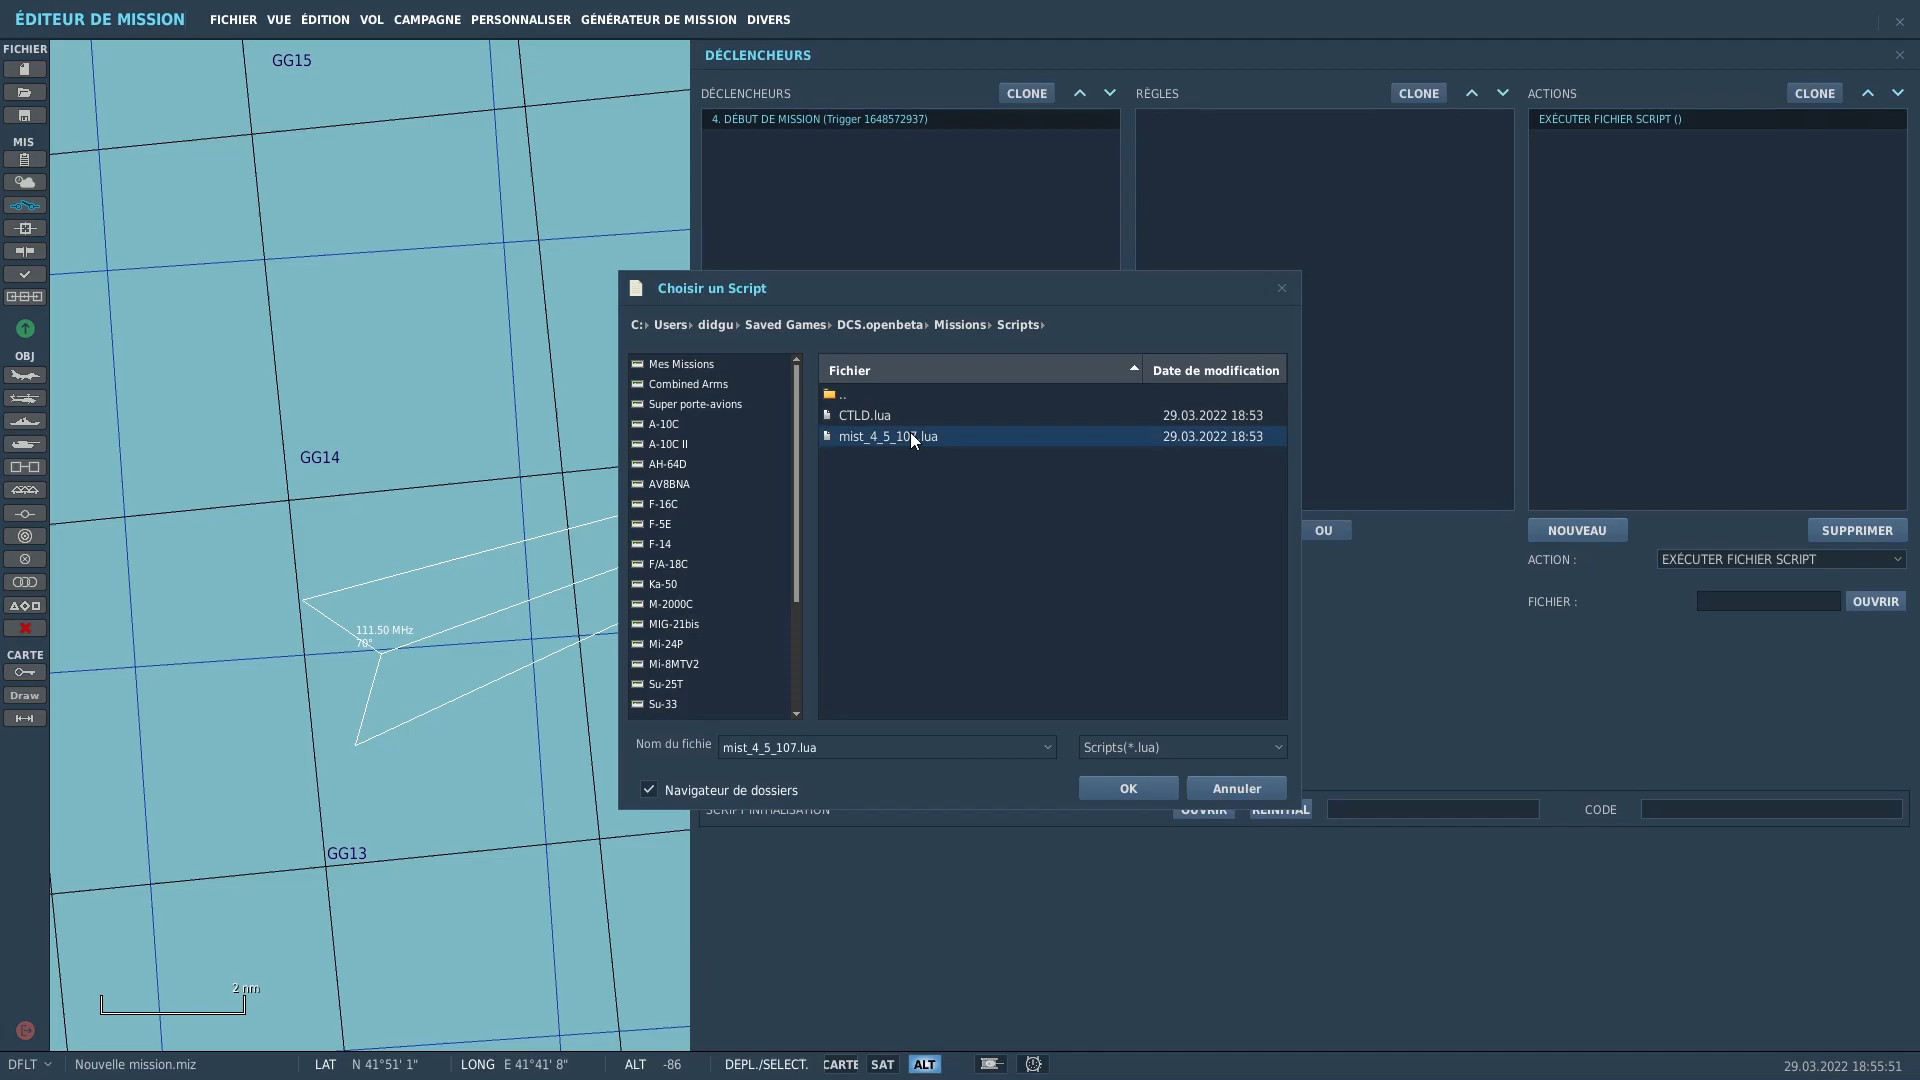 ÉDITEUR DE MISSION FICHIER VUE ÉDITION VOL CAMPAGNE PERSONNALISER GÉNÉRATEUR DE MISSION DIVERS
FICHIER
MIS
OBJ
CARTE
Draw
GG15
GG14
111.50 MHz
70°
GG13
2 nm
DÉCLENCHEURS
DÉCLENCHEURS CLONE
4. DÉBUT DE MISSION (Trigger 1648572937)
RÈGLES CLONE
ACTIONS CLONE
EXÉCUTER FICHIER SCRIPT ()
Choisir un Script
C: Users didgu Saved Games DCS.openbeta Missions Scripts
Mes Missions
Combined Arms
Super porte-avions
A-10C
A-10C II
AH-64D
AV8BNA
F-16C
F-5E
F-14
F/A-18C
Ka-50
M-2000C
MIG-21bis
Mi-24P
Mi-8MTV2
Su-25T
Su-33
Fichier Date de modification
..
CTLD.lua 29.03.2022 18:53
mist_4_5_107.lua 29.03.2022 18:53
Nom du fichie mist_4_5_107.lua Scripts(*.lua)
Navigateur de dossiers OK Annuler
OU
NOUVEAU SUPPRIMER
ACTION : EXÉCUTER FICHIER SCRIPT
FICHIER : OUVRIR
SCRIPT INITIALISATION OUVRIR RÉINITIAL CODE
DFLT Nouvelle mission.miz LAT N 41°51' 1" LONG E 41°41' 8" ALT -86 DEPL./SELECT. CARTE SAT ALT 29.03.2022 18:55:51